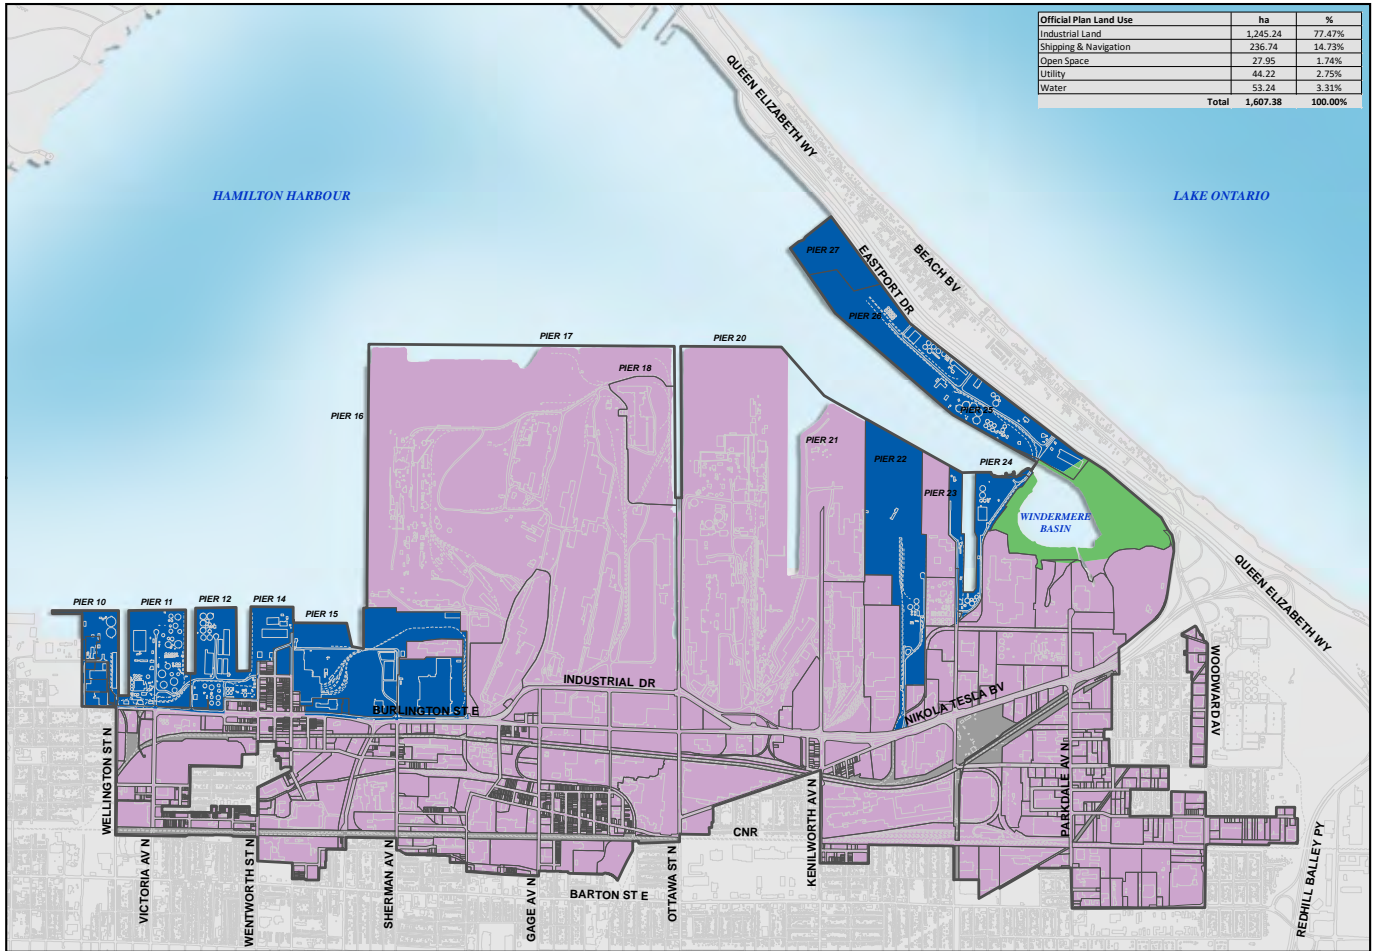 Official Plan Land Use ha %
Industrial Land 1,245.24 77.47%
Shipping & Navigation 236.74 14.73%
Open Space 27.95 1.74%
Utility 44.22 2.75%
Water 53.24 3.31%
Total 1,607.38 100.00%
QUEEN ELIZABETH WY
HAMILTON HARBOUR
LAKE ONTARIO
PIER 27
EASTPORT DR
BEACH BV
PIER 26
PIER 17
PIER 20
PIER 18
PIER 16
PIER 25
PIER 21
PIER 22
PIER 24
PIER 23
WINDERMERE
BASIN
QUEEN ELIZABETH WY
PIER 10
PIER 11
PIER 12
PIER 14
PIER 15
INDUSTRIAL DR
BURLINGTON ST E
NIKOLA TESLA BV
WOODWARD AV
WELLINGTON ST N
PARKDALE AV N
CNR
KENILWORTH AV N
VICTORIA AV N
WENTWORTH ST N
SHERMAN AV N
GAGE AV N
BARTON ST E
OTTAWA ST N
REDHILL BALLEY PY